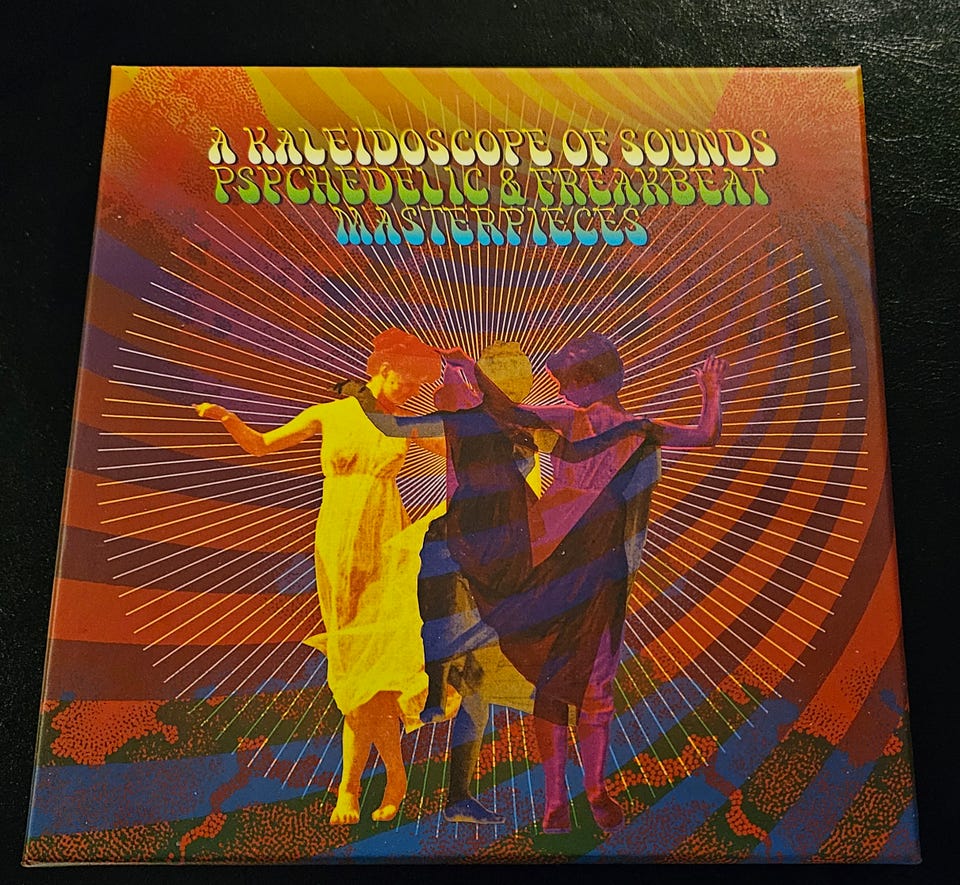 A KALEIDOSCOPE OF SOUNDS
PSYCHEDELIC & FREAKBEAT
MASTERPIECES